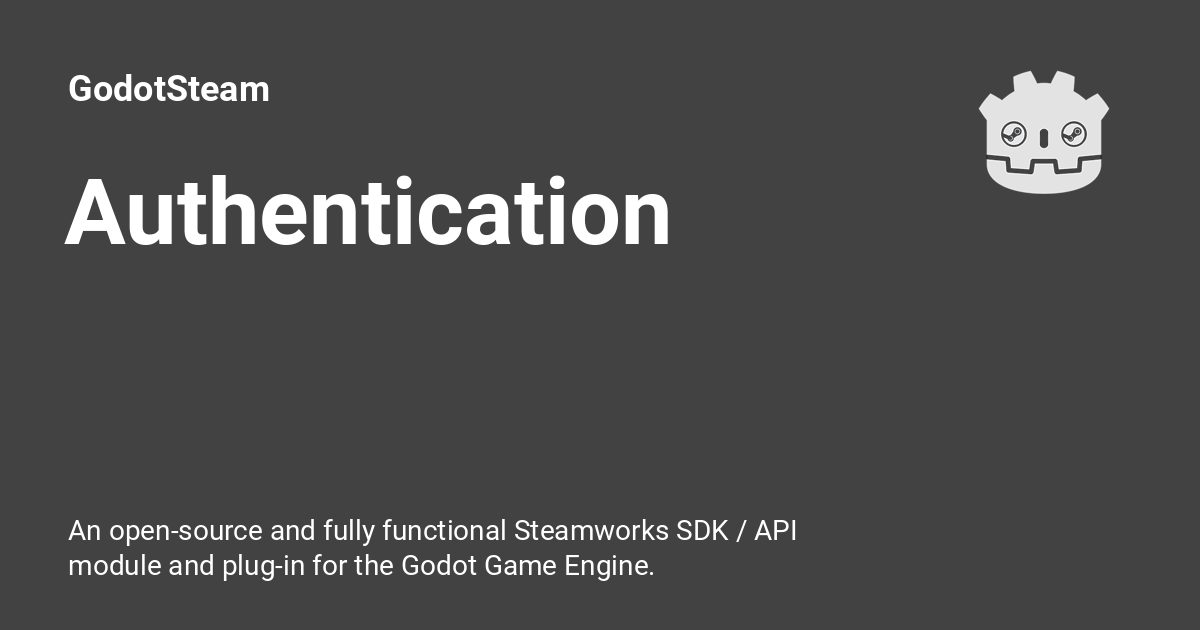 GodotSteam
Authentication
An open-source and fully functional Steamworks SDK / API
module and plug-in for the Godot Game Engine.